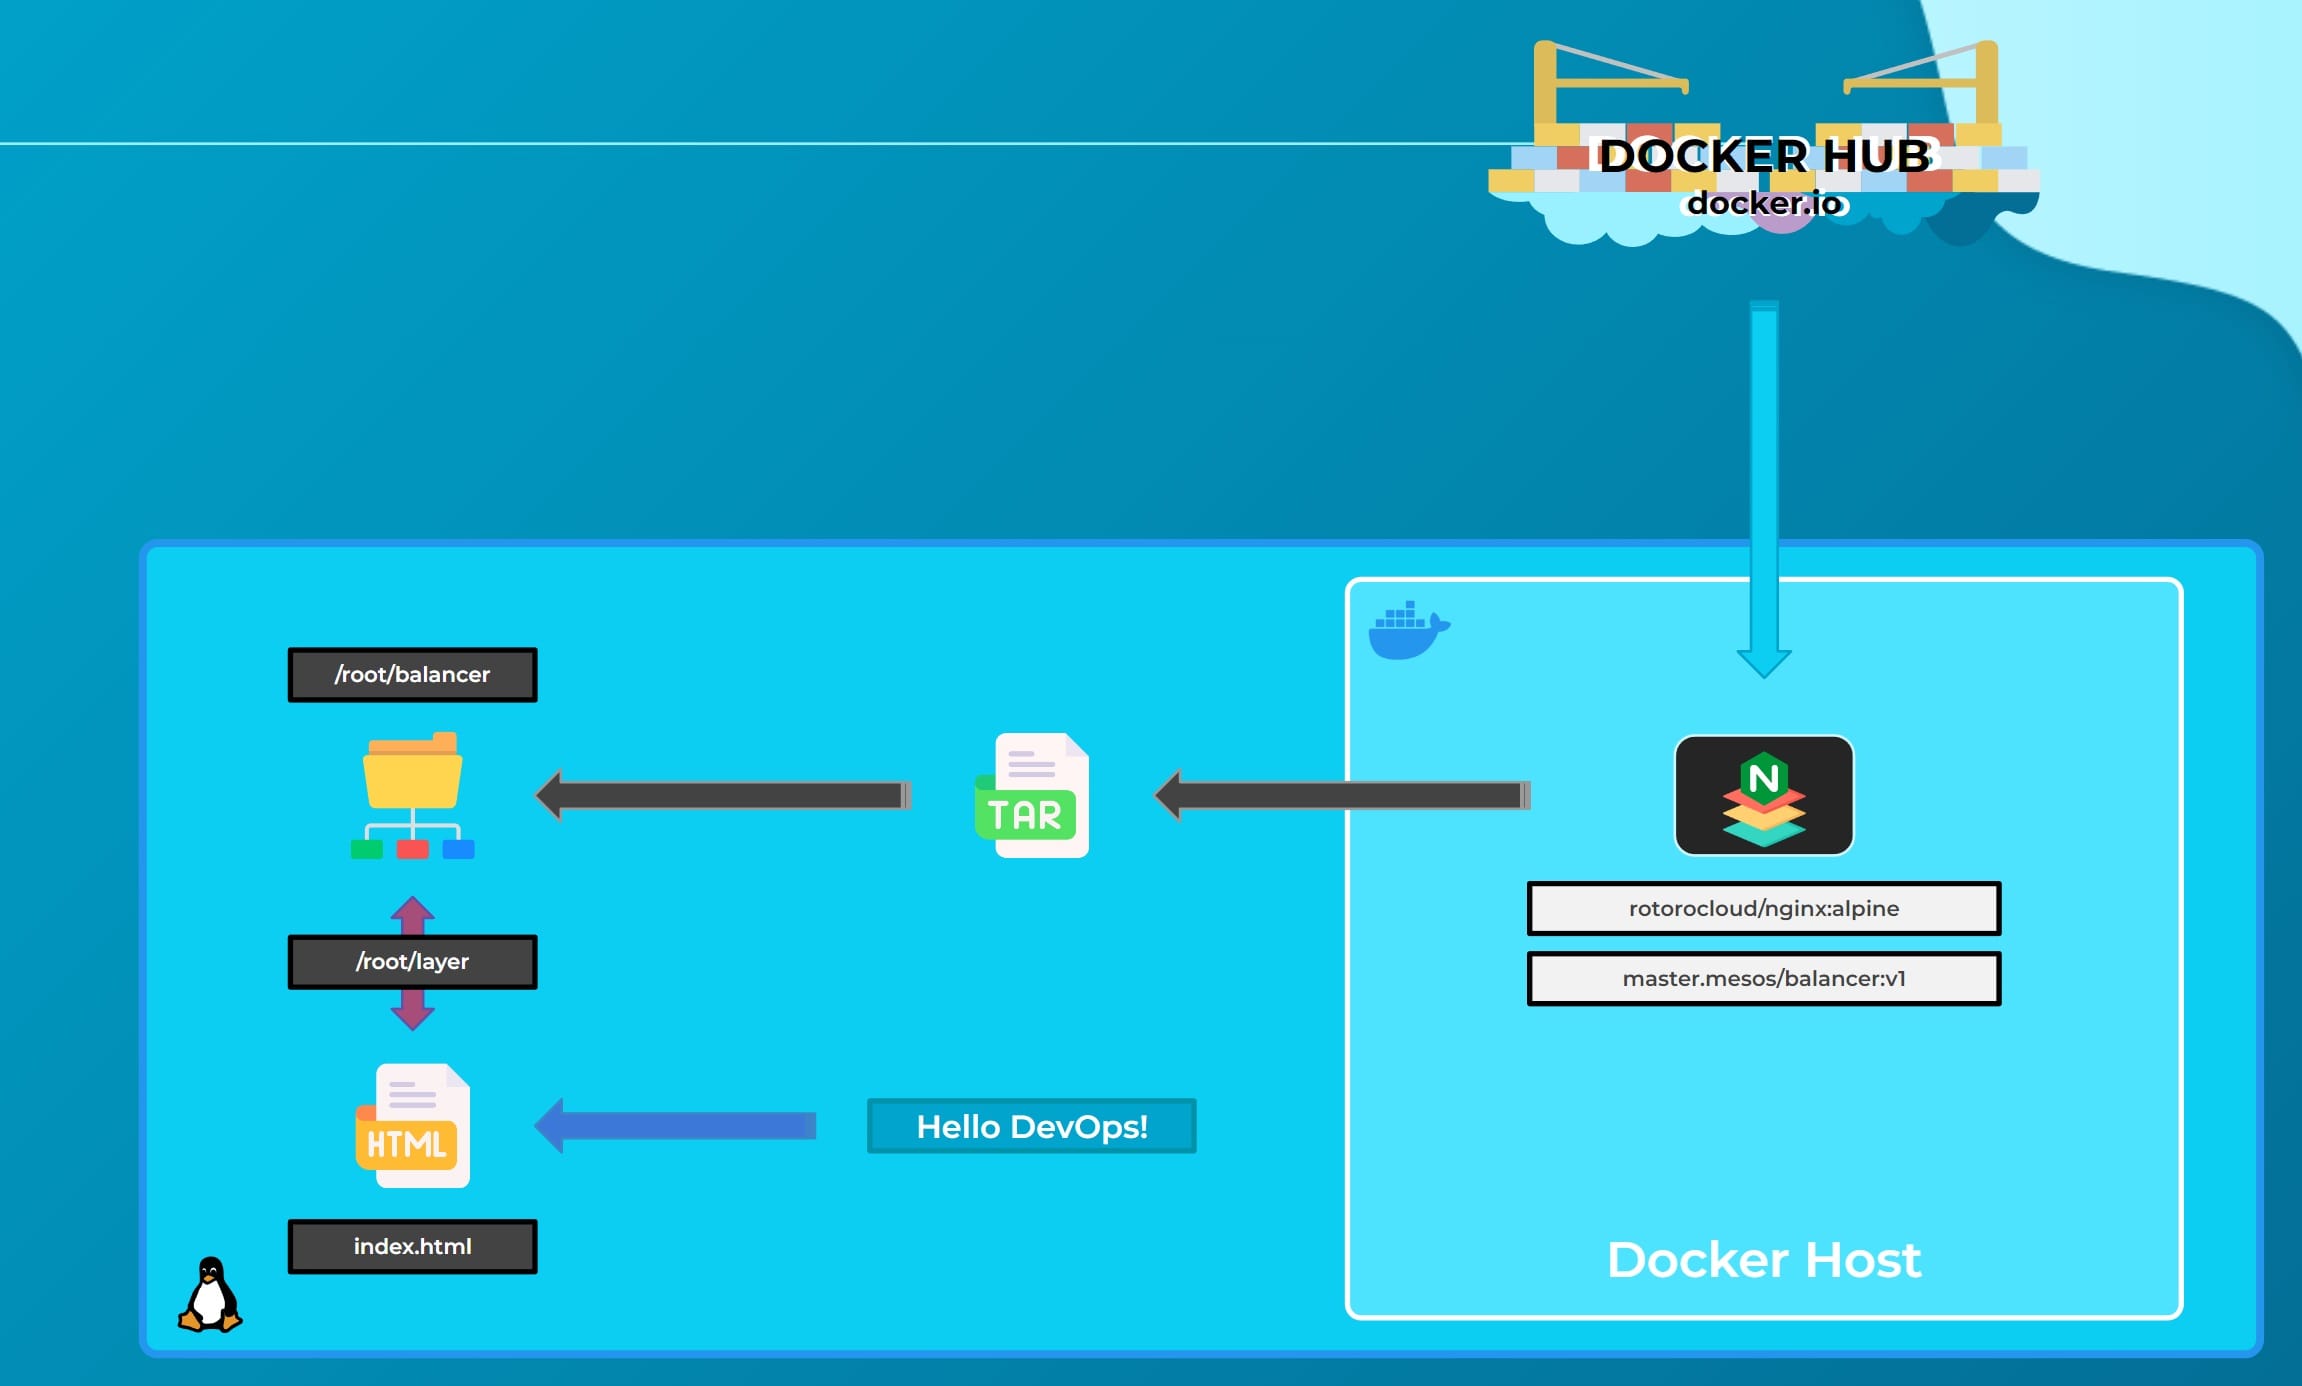 DOCKER HUB
docker.io
/root/balancer
TAR
N
rotorocloud/nginx:alpine
/root/layer
master.mesos/balancer:v1
HTML
Hello DevOps!
index.html
Docker Host